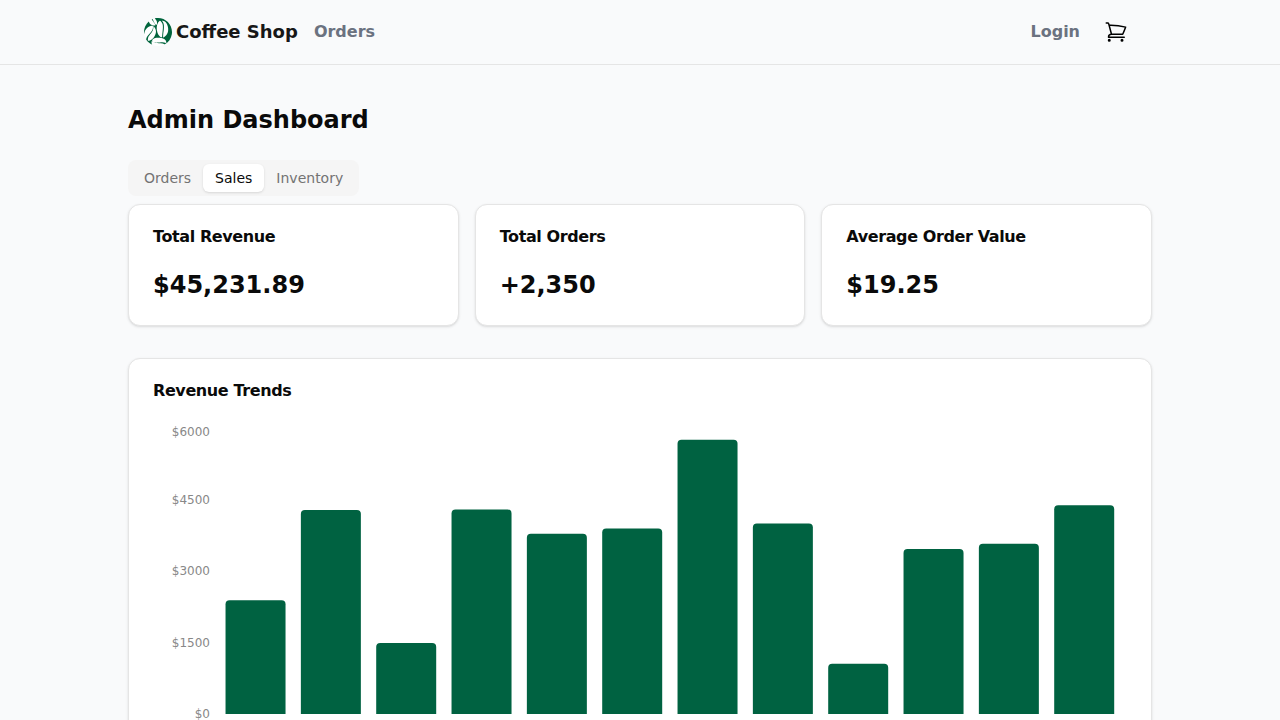 Coffee Shop Orders Login
Admin Dashboard
Orders Sales Inventory
Total Revenue
$45,231.89
Total Orders
+2,350
Average Order Value
$19.25
Revenue Trends
$6000
$4500
$3000
$1500
$0